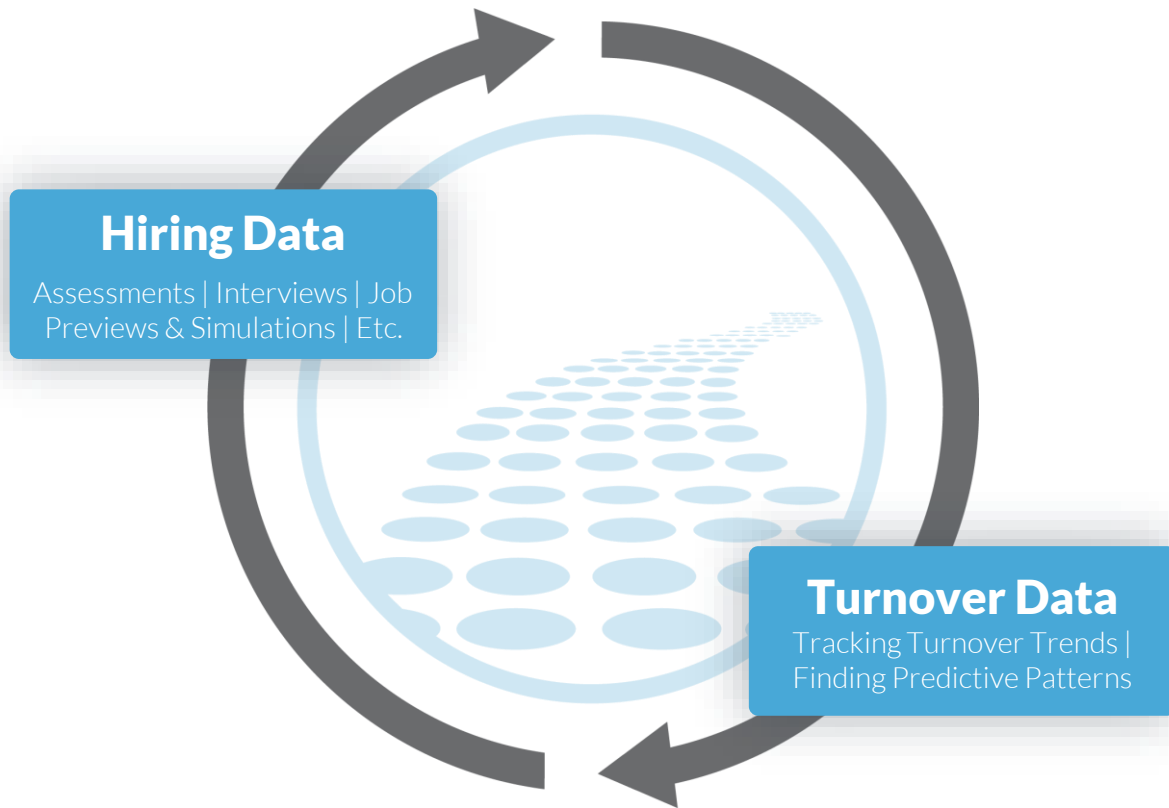 Hiring Data
Assessments | Interviews | Job
Previews & Simulations | Etc.
Turnover Data
Tracking Turnover Trends |
Finding Predictive Patterns